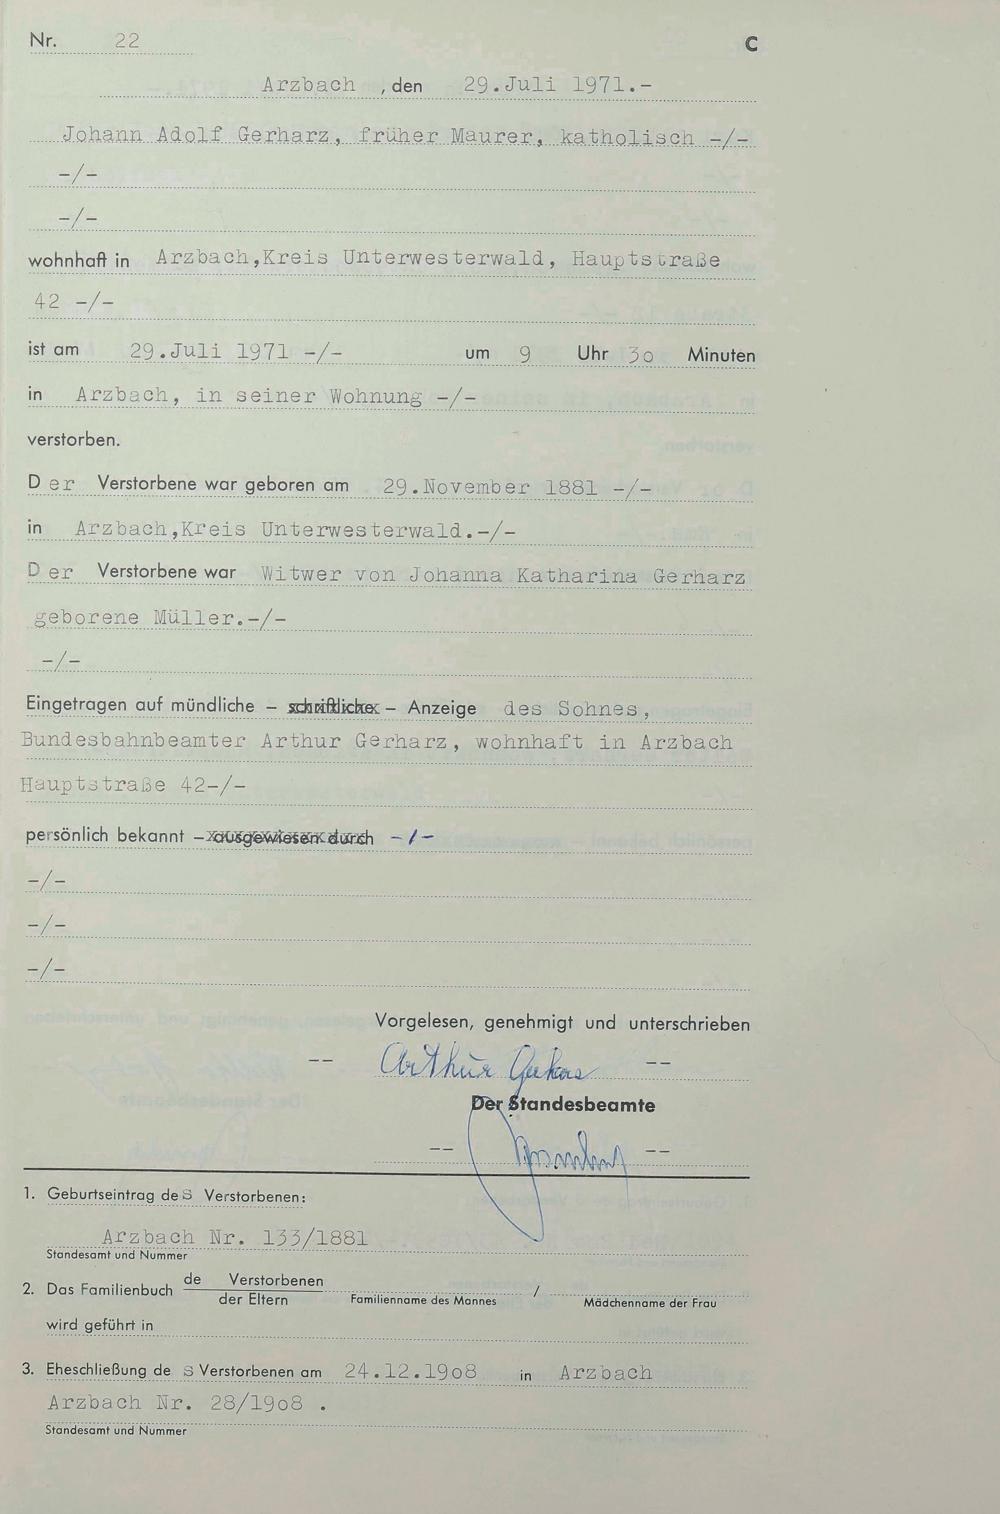 Nr. 22 C
Arzbach , den 29.Juli 1971.-
Johann Adolf Gerharz, früher Maurer, katholisch -/-
-/-
-/-
wohnhaft in Arzbach,Kreis Unterwesterwald, Hauptstraße
42 -/-
ist am 29.Juli 1971 -/- um 9 Uhr 3o Minuten
in Arzbach, in seiner Wohnung -/-
verstorben.
Der Verstorbene war geboren am 29.November 1881 -/-
in Arzbach,Kreis Unterwesterwald.-/-
Der Verstorbene war Witwer von Johanna Katharina Gerharz
geborene Müller.-/-
-/-
Eingetragen auf mündliche - schriftliche - Anzeige des Sohnes,
Bundesbahnbeamter Arthur Gerharz, wohnhaft in Arzbach
Hauptstraße 42-/-
persönlich bekannt - ausgewiesen durch -/-
-/-
-/-
-/-
Vorgelesen, genehmigt und unterschrieben
-- Arthur --
Der Standesbeamte
-- --
1. Geburtseintrag des Verstorbenen:
Arzbach Nr. 133/1881
Standesamt und Nummer
2. Das Familienbuch de Verstorbenen / 
der Eltern Familienname des Mannes Mädchenname der Frau
wird geführt in
3. Eheschließung des Verstorbenen am 24.12.19o8 in Arzbach
Arzbach Nr. 28/19o8 .
Standesamt und Nummer